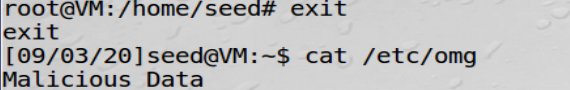 root@VM:/home/seed# exit
exit
[09/03/20]seed@VM:~$ cat /etc/omg
Malicious Data